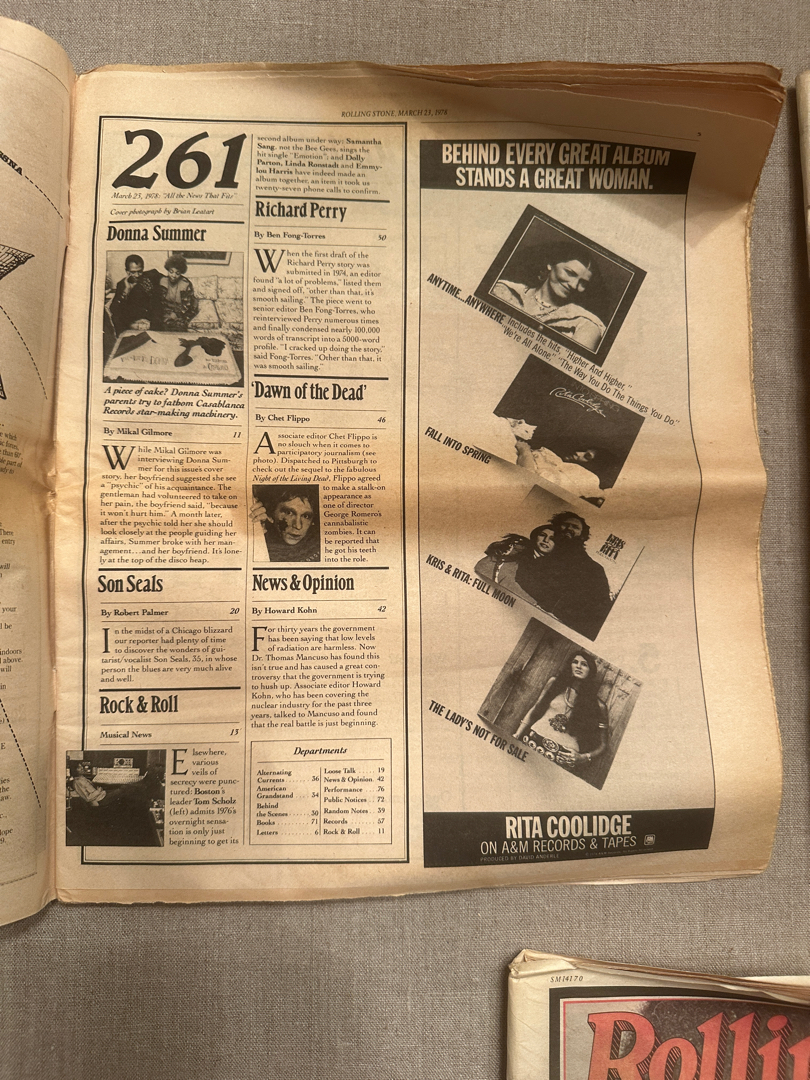 ROLLING STONE, MARCH 23, 1978
261
March 23, 1978: "All the News That Fits"
Cover photograph by Brian Leatart
Donna Summer
A piece of cake? Donna Summer's
parents try to fathom Casablanca
Records star-making machinery.
By Mikal Gilmore 11
While Mikal Gilmore was
interviewing Donna Sum-
mer for this issue's cover
story, her boyfriend suggested she see
a "psychic" of his acquaintance. The
gentleman had volunteered to take on
her pain, the boyfriend said, "because
it won't hurt him." A month later,
after the psychic told her she should
look closely at the people guiding her
affairs, Summer broke with her man-
agement...and her boyfriend. It's lone-
ly at the top of the disco heap.
Son Seals
By Robert Palmer 20
In the midst of a Chicago blizzard
our reporter had plenty of time
to discover the wonders of gui-
tarist/vocalist Son Seals, 35, in whose
person the blues are very much alive
and well.
Rock & Roll
Musical News 13
Elsewhere,
various
veils of
secrecy were punc-
tured: Boston's
leader Tom Scholz
(left) admits 1976's
overnight sensa-
tion is only just
beginning to get its
second album under way; Samantha
Sang, not the Bee Gees, sings the
hit single "Emotion"; and Dolly
Parton, Linda Ronstadt and Emmy-
lou Harris have indeed made an
album together, an item it took us
twenty-seven phone calls to confirm.
Richard Perry
By Ben Fong-Torres 50
When the first draft of the
Richard Perry story was
submitted in 1974, an editor
found "a lot of problems," listed them
and signed off, "other than that, it's
smooth sailing." The piece went to
senior editor Ben Fong-Torres, who
reinterviewed Perry numerous times
and finally condensed nearly 100,000
words of transcript into a 5000-word
profile. "I cracked up doing the story,"
said Fong-Torres. "Other than that, it
was smooth sailing."
'Dawn of the Dead'
By Chet Flippo 46
Associate editor Chet Flippo is
no slouch when it comes to
participatory journalism (see
photo). Dispatched to Pittsburgh to
check out the sequel to the fabulous
Night of the Living Dead, Flippo agreed
to make a stalk-on
appearance as
one of director
George Romero's
cannabalistic
zombies. It can
be reported that
he got his teeth
into the role.
News & Opinion
By Howard Kohn 42
For thirty years the government
has been saying that low levels
of radiation are harmless. Now
Dr. Thomas Mancuso has found this
isn't true and has caused a great con-
troversy that the government is trying
to hush up. Associate editor Howard
Kohn, who has been covering the
nuclear industry for the past three
years, talked to Mancuso and found
that the real battle is just beginning.
Departments
Alternating
Currents ..... 36
American
Grandstand ... 34
Behind
the Scenes ..... 30
Books ......... 71
Letters ......... 6
Loose Talk .... 19
News & Opinion 42
Performance ... 76
Public Notices .. 72
Random Notes .. 39
Records ....... 57
Rock & Roll .... 11
BEHIND EVERY GREAT ALBUM
STANDS A GREAT WOMAN.
ANYTIME...ANYWHERE Includes the hits, "Higher And Higher,"
"We're All Alone," "The Way You Do The Things You Do."
Rita Coolidge
FALL INTO SPRING
KRIS & RITA: FULL MOON
THE LADY'S NOT FOR SALE
RITA COOLIDGE
ON A&M RECORDS & TAPES
PRODUCED BY DAVID ANDERLE
SM14170
Rollin